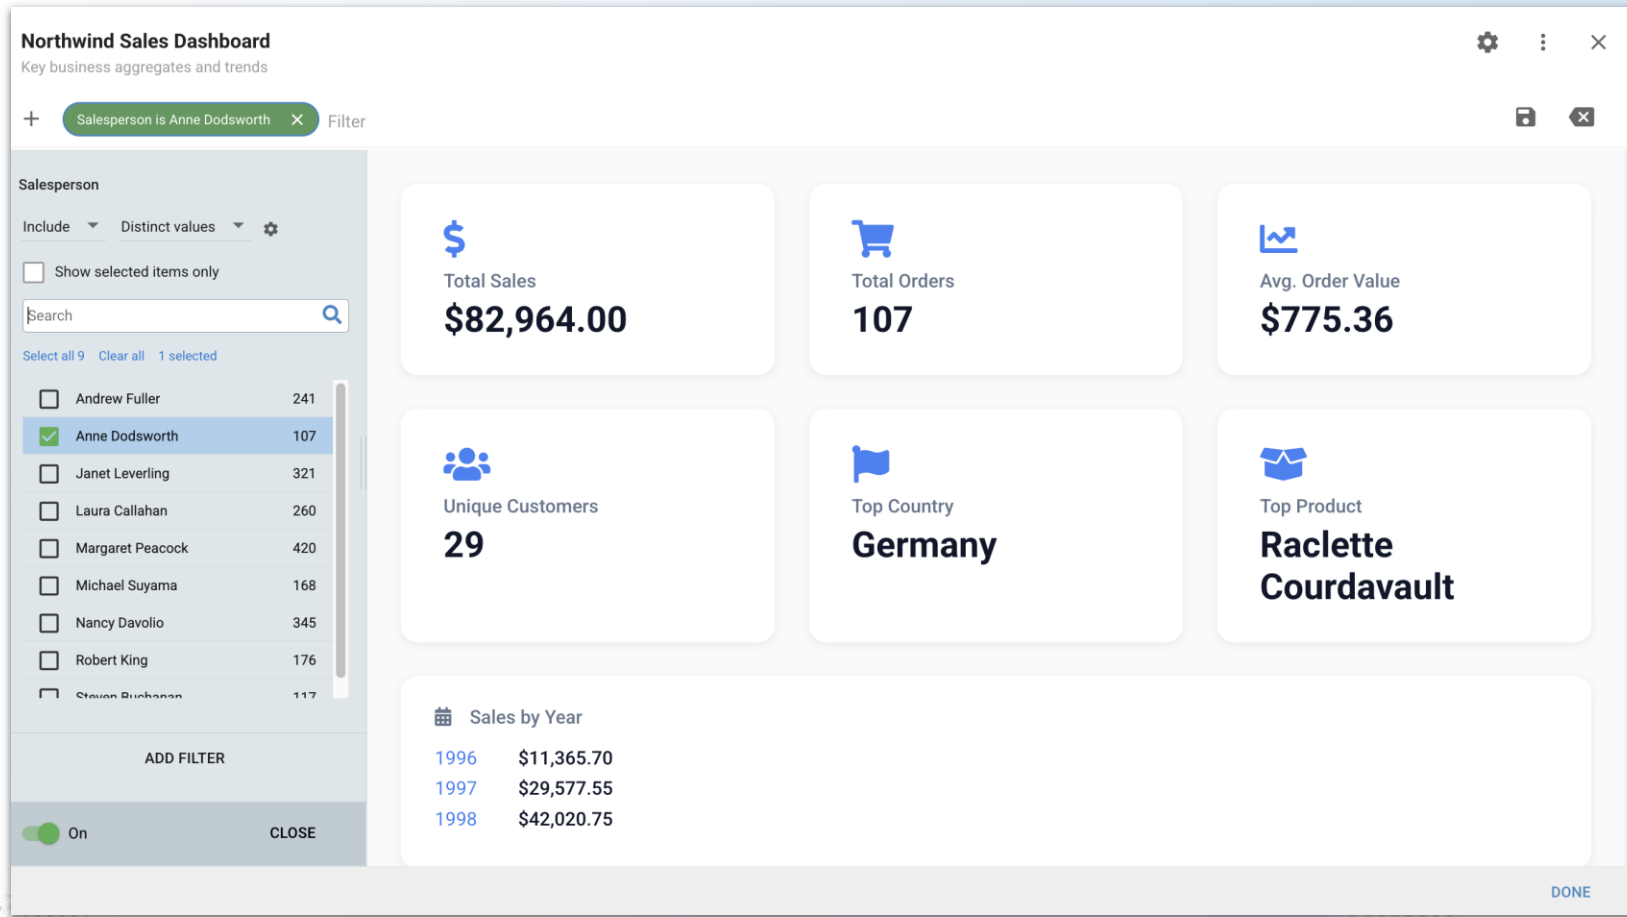 Northwind Sales Dashboard
Key business aggregates and trends
Salesperson is Anne Dodsworth
Filter
Salesperson
Include Distinct values
Show selected items only
Search
Select all 9 Clear all 1 selected
Andrew Fuller 241
Anne Dodsworth 107
Janet Leverling 321
Laura Callahan 260
Margaret Peacock 420
Michael Suyama 168
Nancy Davolio 345
Robert King 176
Steven Buchanan 117
ADD FILTER
On CLOSE
Total Sales
$82,964.00
Total Orders
107
Avg. Order Value
$775.36
Unique Customers
29
Top Country
Germany
Top Product
Raclette
Courdavault
Sales by Year
1996 $11,365.70
1997 $29,577.55
1998 $42,020.75
DONE